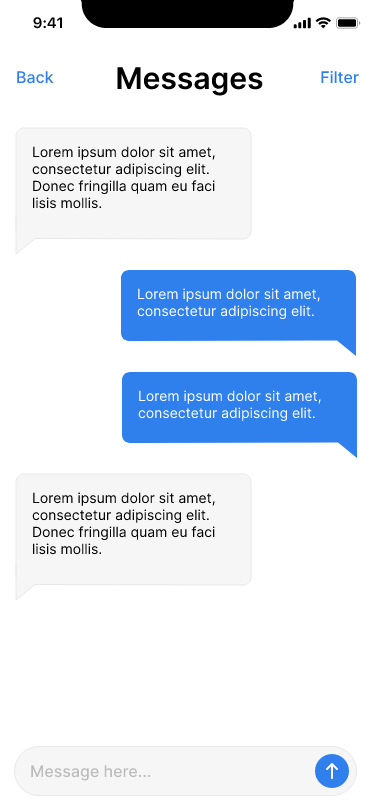 9:41
Back Messages Filter
Lorem ipsum dolor sit amet,
consectetur adipiscing elit.
Donec fringilla quam eu faci
lisis mollis.
Lorem ipsum dolor sit amet,
consectetur adipiscing elit.
Lorem ipsum dolor sit amet,
consectetur adipiscing elit.
Lorem ipsum dolor sit amet,
consectetur adipiscing elit.
Donec fringilla quam eu faci
lisis mollis.
Message here...